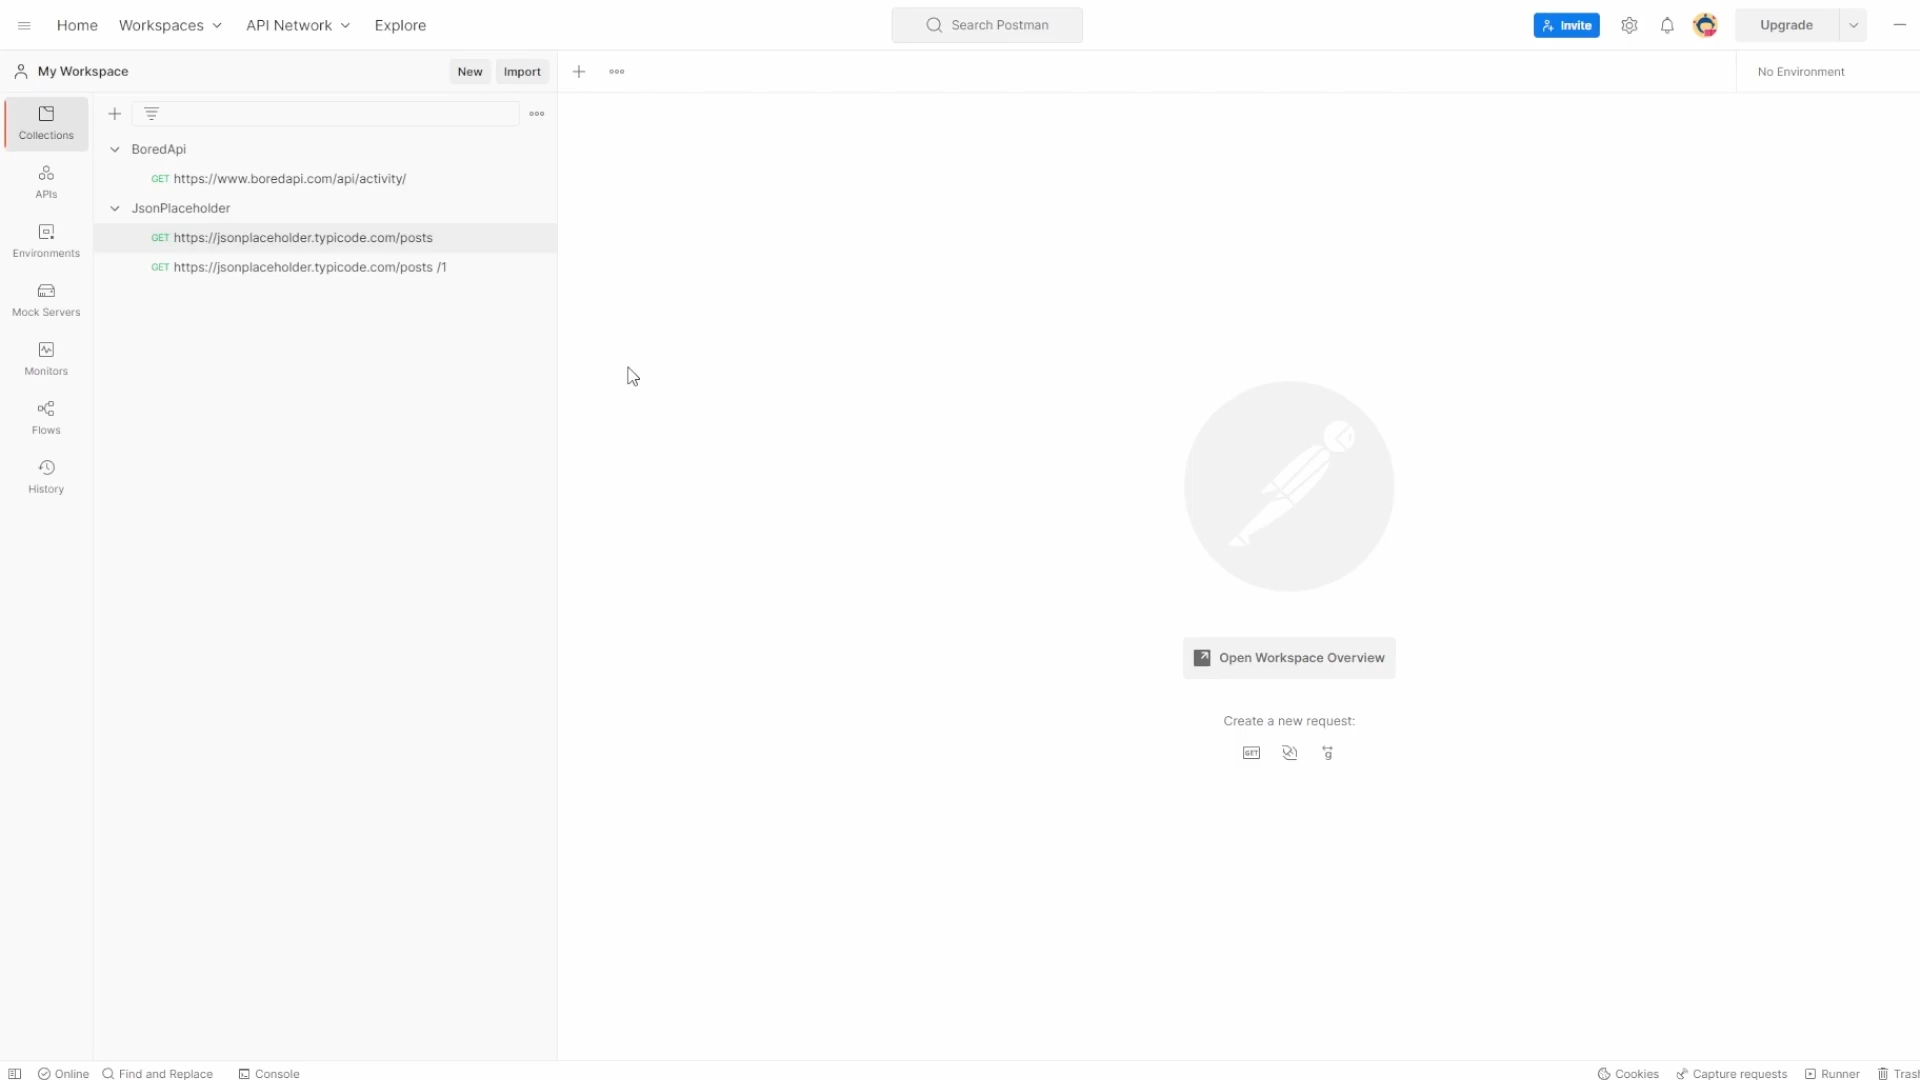 Home Workspaces API Network Explore Search Postman Invite Upgrade
My Workspace New Import No Environment
Collections
APIs
Environments
Mock Servers
Monitors
Flows
History
BoredApi
GET https://www.boredapi.com/api/activity/
JsonPlaceholder
GET https://jsonplaceholder.typicode.com/posts
GET https://jsonplaceholder.typicode.com/posts /1
Open Workspace Overview
Create a new request:
GET
g
Online Find and Replace Console Cookies Capture requests Runner Trash